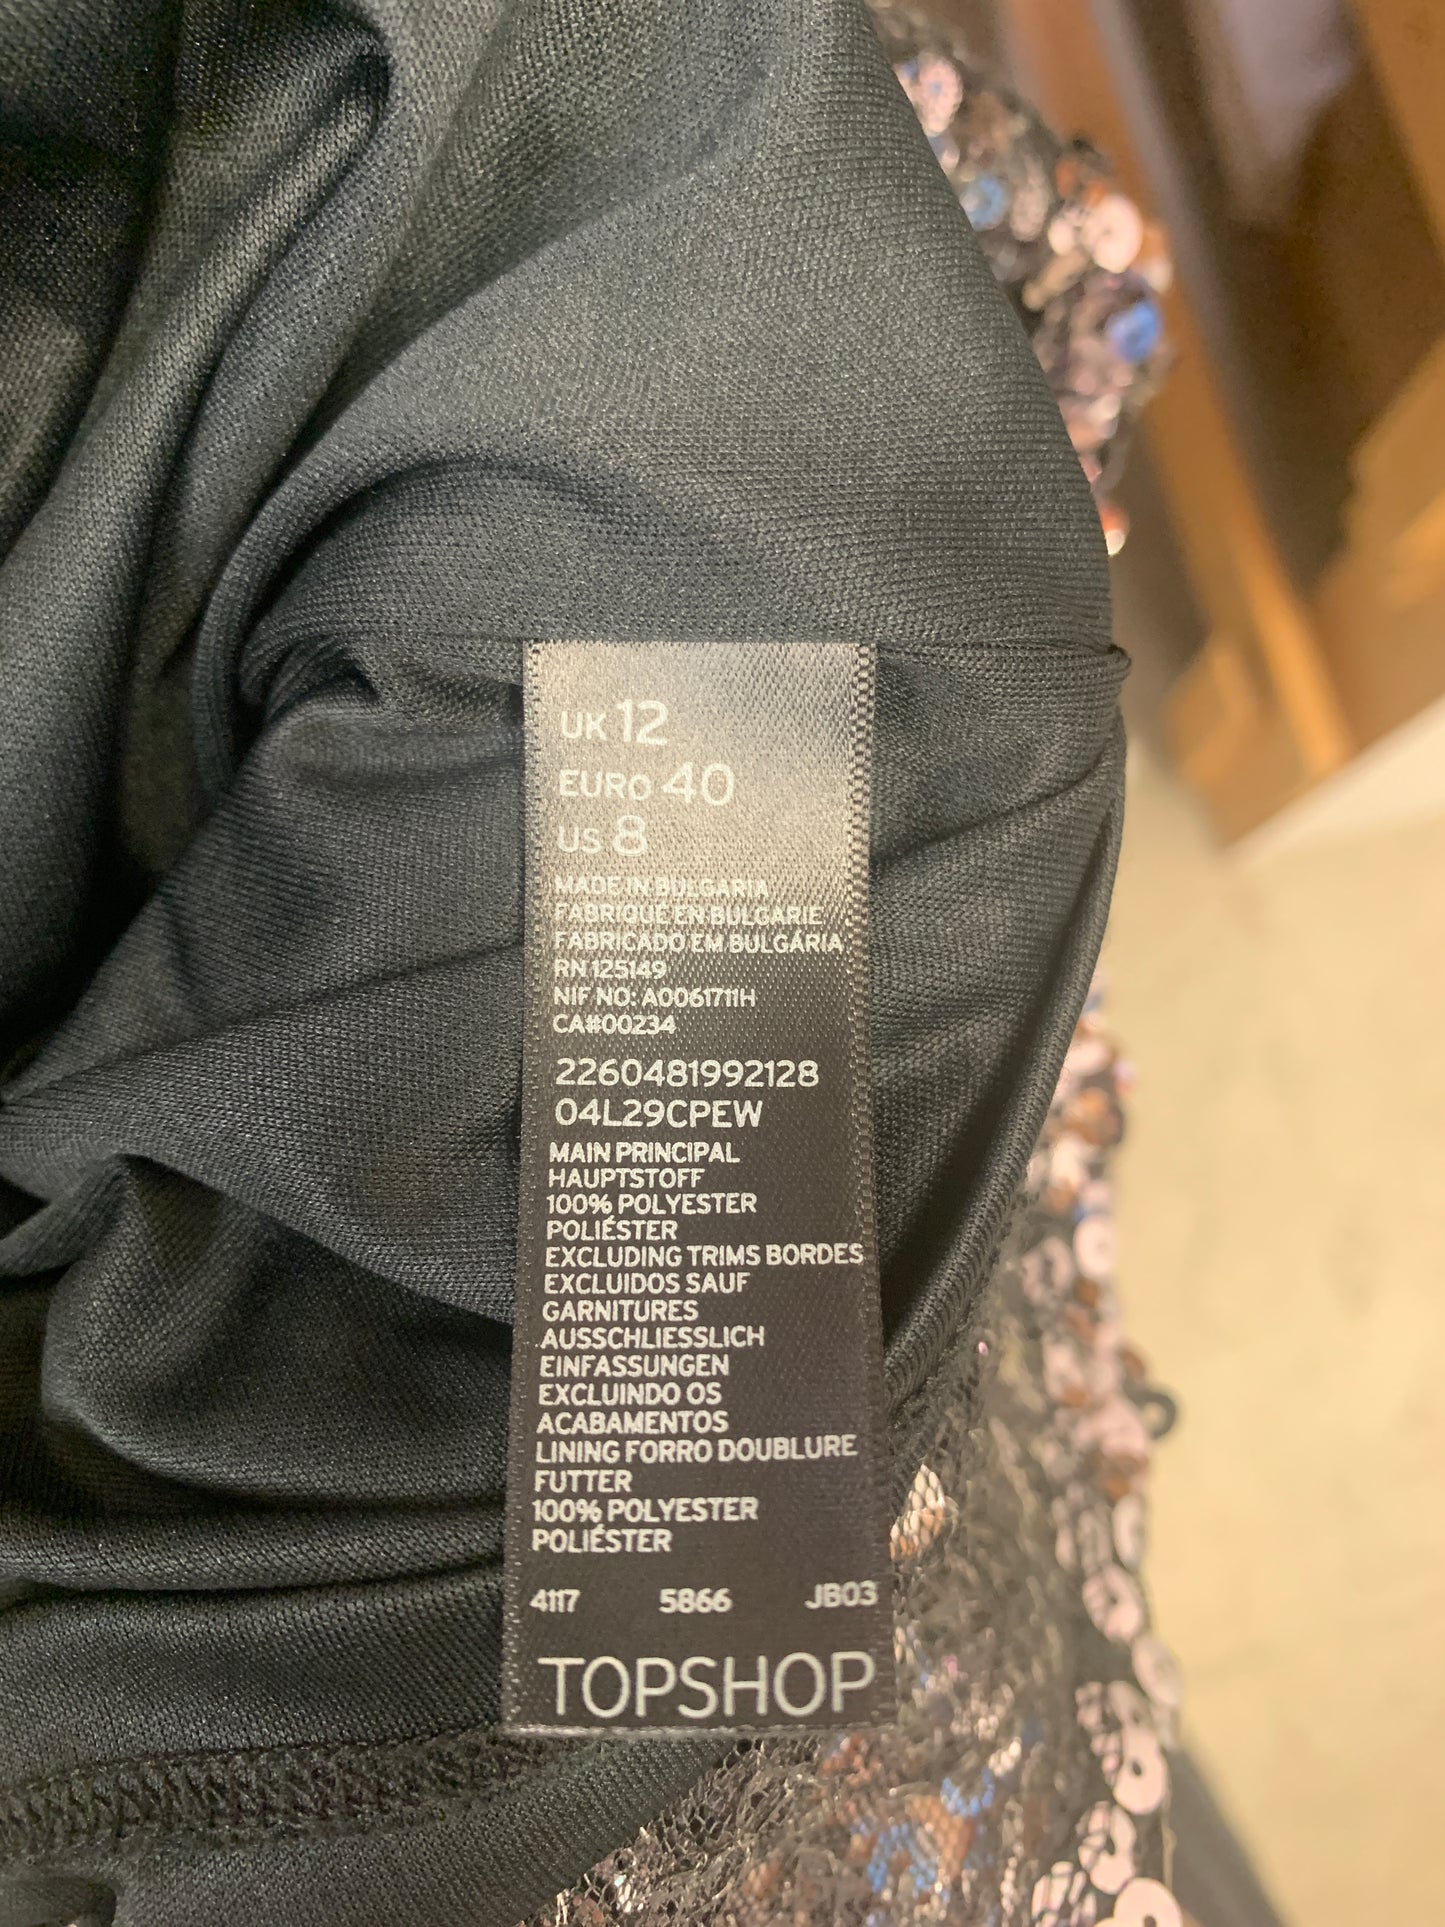 UK 12
EURO 40
US 8
MADE IN BULGARIA
FABRIQUÉ EN BULGARIE
FABRICADO EM BULGÁRIA
RN 125149
NIF NO: A0061711H
CA#00234
2260481992128
04L29CPEW
MAIN PRINCIPAL
HAUPTSTOFF
100% POLYESTER
POLIÉSTER
EXCLUDING TRIMS BORDES
EXCLUIDOS SAUF
GARNITURES
AUSSCHLIESSLICH
EINFASSUNGEN
EXCLUINDO OS
ACABAMENTOS
LINING FORRO DOUBLURE
FUTTER
100% POLYESTER
POLIÉSTER
4117 5866 JB03
TOPSHOP